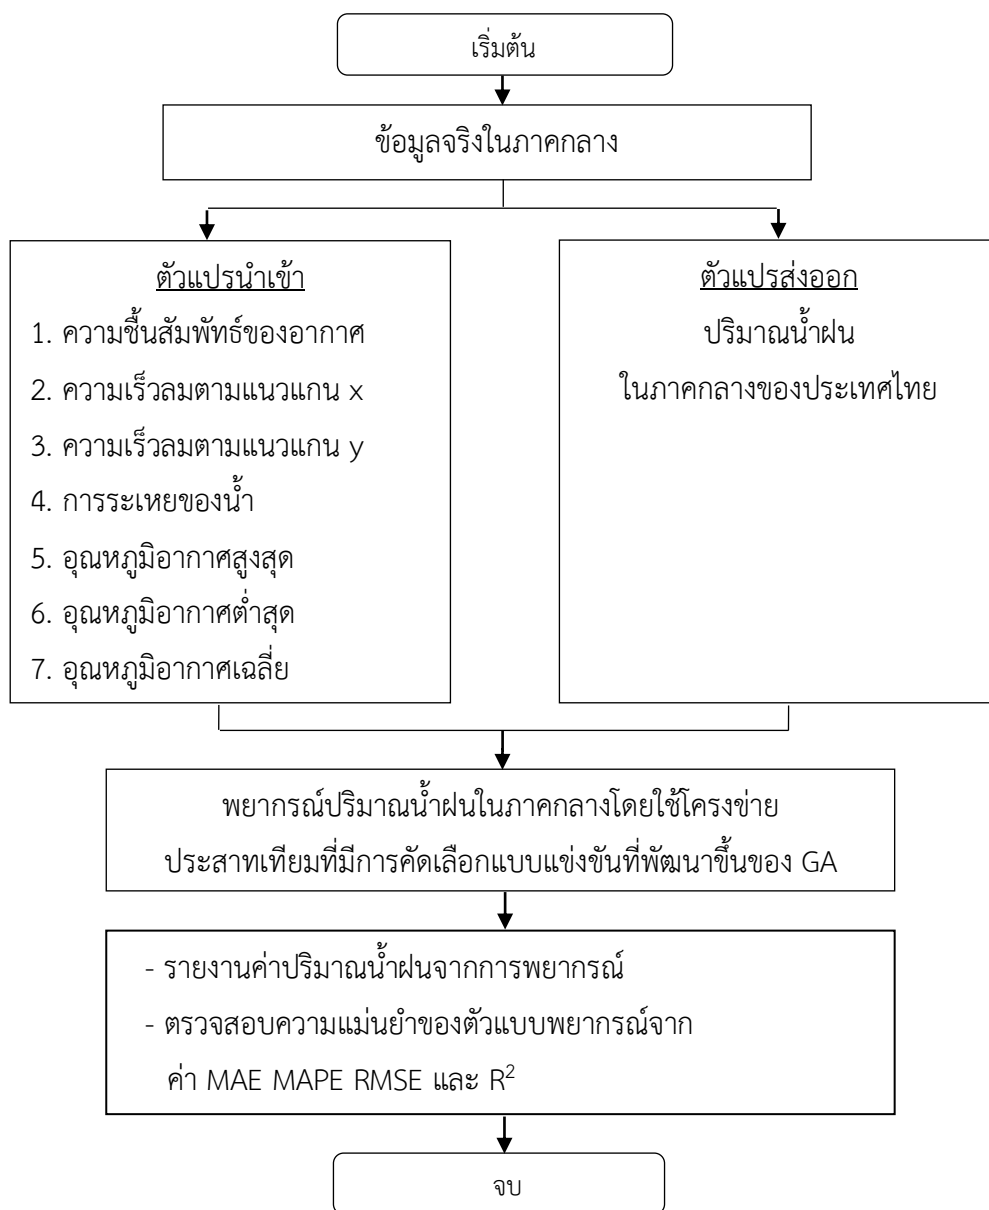 เริ่มต้น
ข้อมูลจริงในภาคกลาง
ตัวแปรนำเข้า
1. ความชื้นสัมพัทธ์ของอากาศ
2. ความเร็วลมตามแนวแกน x
3. ความเร็วลมตามแนวแกน y
4. การระเหยของน้ำ
5. อุณหภูมิอากาศสูงสุด
6. อุณหภูมิอากาศต่ำสุด
7. อุณหภูมิอากาศเฉลี่ย
ตัวแปรส่งออก
ปริมาณน้ำฝน
ในภาคกลางของประเทศไทย
พยากรณ์ปริมาณน้ำฝนในภาคกลางโดยใช้โครงข่าย
ประสาทเทียมที่มีการคัดเลือกแบบแข่งขันที่พัฒนาขึ้นของ GA
- รายงานค่าปริมาณน้ำฝนจากการพยากรณ์
- ตรวจสอบความแม่นยำของตัวแบบพยากรณ์จาก
ค่า MAE MAPE RMSE และ R²
จบ